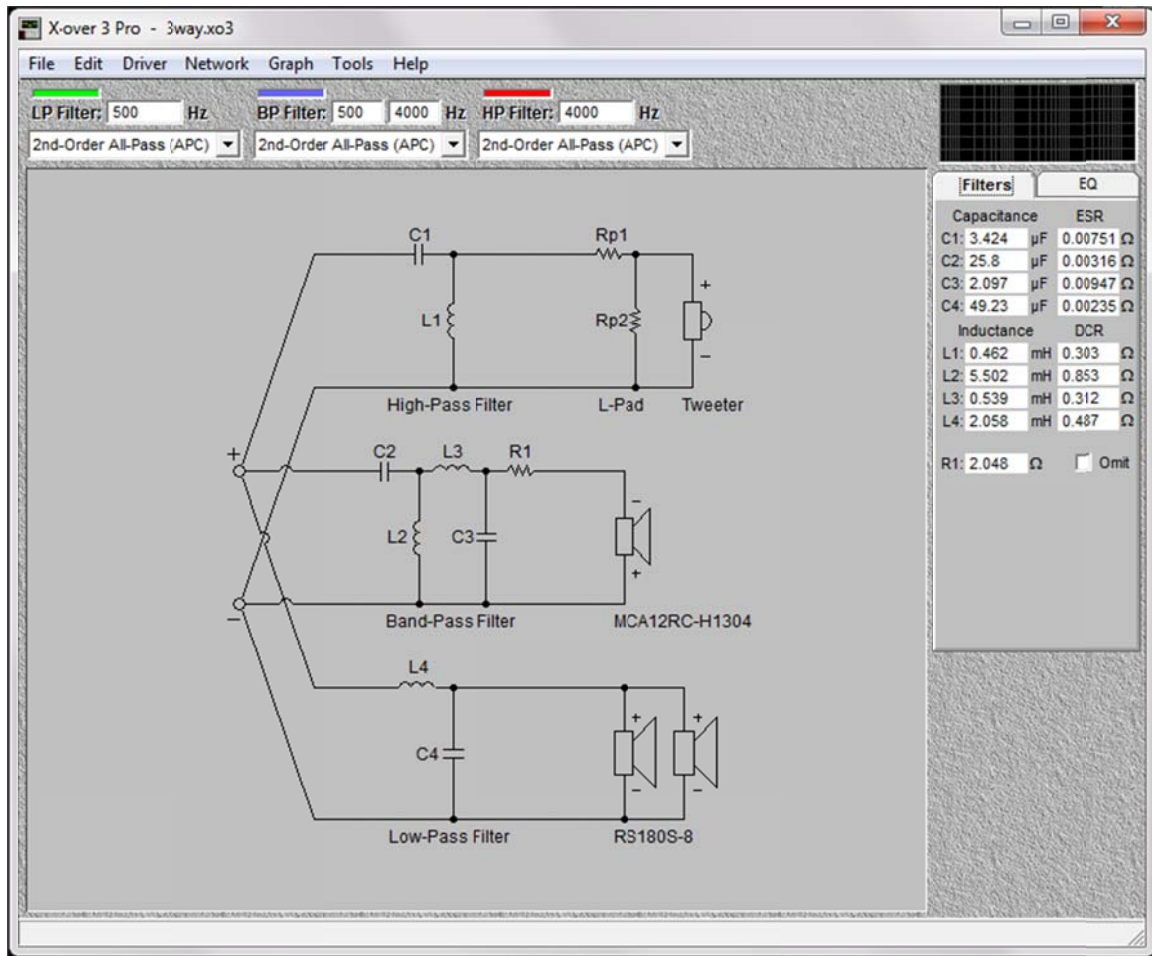 X-over 3 Pro - 3way.xo3
File Edit Driver Network Graph Tools Help
LP Filter: 500 Hz BP Filter: 500 4000 Hz HP Filter: 4000 Hz
2nd-Order All-Pass (APC) 2nd-Order All-Pass (APC) 2nd-Order All-Pass (APC)
Filters EQ
Capacitance ESR
C1: 3.424 µF 0.00751 Ω
C2: 25.8 µF 0.00316 Ω
C3: 2.097 µF 0.00947 Ω
C4: 49.23 µF 0.00235 Ω
Inductance DCR
L1: 0.462 mH 0.303 Ω
L2: 5.502 mH 0.853 Ω
L3: 0.539 mH 0.312 Ω
L4: 2.058 mH 0.487 Ω
R1: 2.048 Ω Omit
C1 Rp1
+
L1 Rp2
−
High-Pass Filter L-Pad Tweeter
+ C2 L3 R1
−
L2 C3
+
−
Band-Pass Filter MCA12RC-H1304
L4
+ +
C4
− −
Low-Pass Filter RS180S-8